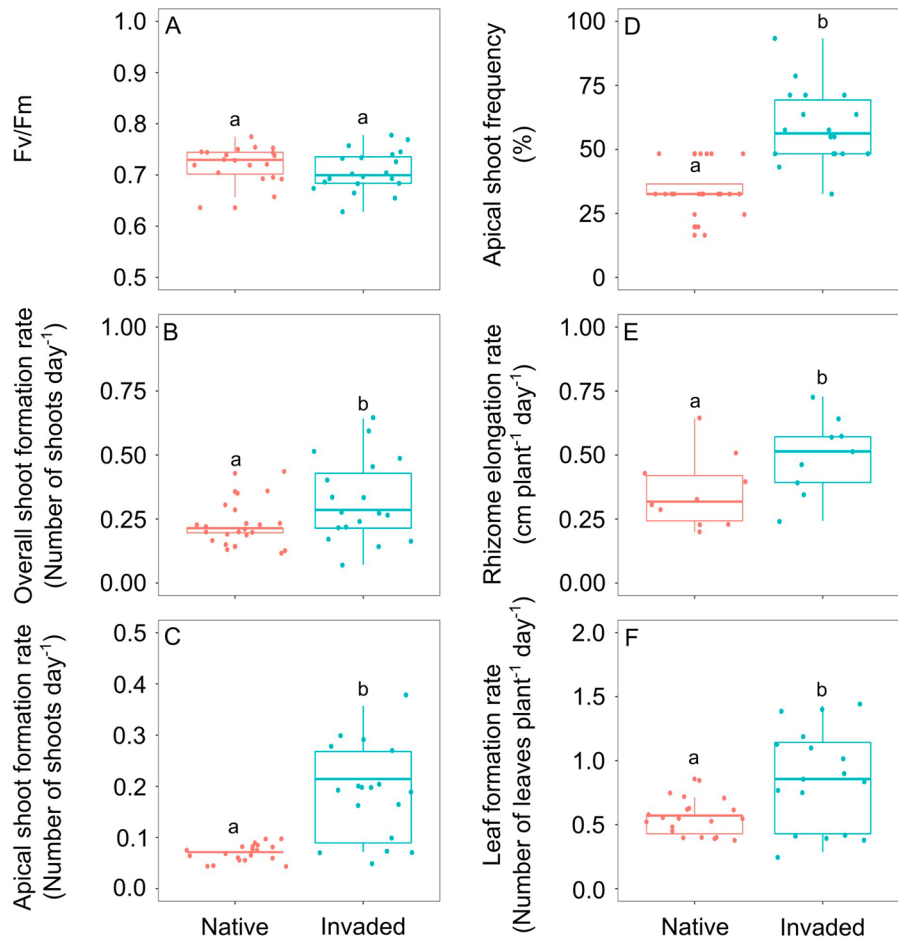 A
Fv/Fm
1.0
0.9
0.8
0.7
0.6
0.5
a
a
B
Overall shoot formation rate
(Number of shoots day⁻¹)
1.00
0.75
0.50
0.25
0.00
a
b
C
Apical shoot formation rate
(Number of shoots day⁻¹)
0.5
0.4
0.3
0.2
0.1
0.0
a
b
Native
Invaded
D
Apical shoot frequency
(%)
100
75
50
25
0
a
b
E
Rhizome elongation rate
(cm plant⁻¹ day⁻¹)
1.00
0.75
0.50
0.25
0.00
a
b
F
Leaf formation rate
(Number of leaves plant⁻¹ day⁻¹)
2.0
1.5
1.0
0.5
0.0
a
b
Native
Invaded